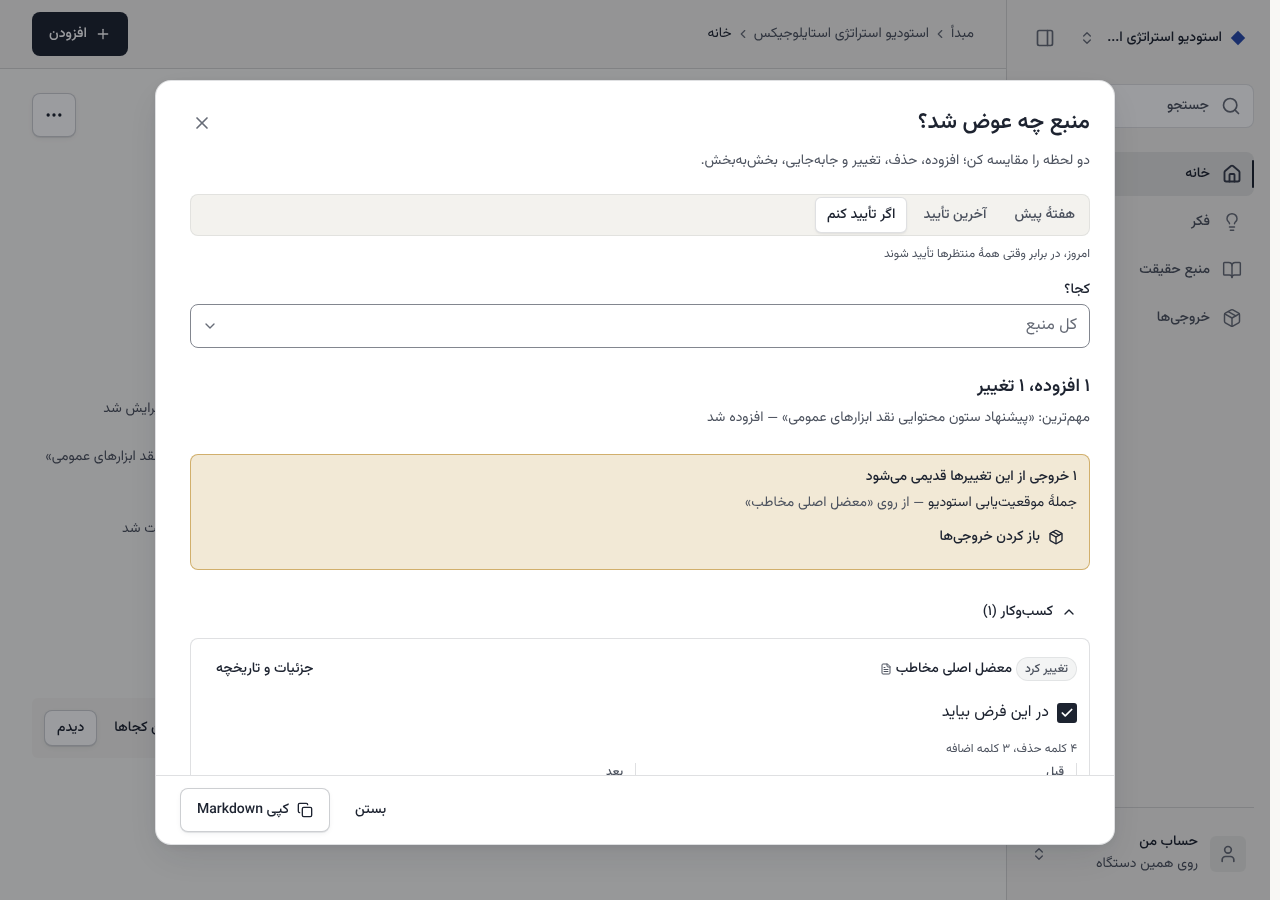 استودیو استراتژی ا...
مبدأ › استودیو استراتژی استایلوجیکس › خانه
افزودن
جستجو
خانه
فکر
منبع حقیقت
خروجی‌ها
حساب من
روی همین دستگاه
منبع چه عوض شد؟
دو لحظه را مقایسه کن؛ افزوده، حذف، تغییر و جابه‌جایی، بخش‌به‌بخش.
هفتهٔ پیش
آخرین تأیید
اگر تأیید کنم
امروز، در برابر وقتی همهٔ منتظرها تأیید شوند
کجا؟
کل منبع
۱ افزوده، ۱ تغییر
مهم‌ترین: «پیشنهاد ستون محتوایی نقد ابزارهای عمومی» — افزوده شد
۱ خروجی از این تغییرها قدیمی می‌شود
جملهٔ موقعیت‌یابی استودیو — از روی «معضل اصلی مخاطب»
باز کردن خروجی‌ها
کسب‌وکار (۱)
تغییر کرد معضل اصلی مخاطب
جزئیات و تاریخچه
در این فرض بیاید
۴ کلمه حذف، ۳ کلمه اضافه
قبل
بعد
بستن
کپی Markdown
شد
ابزارهای عمومی»
شد
کجاها
دیدم